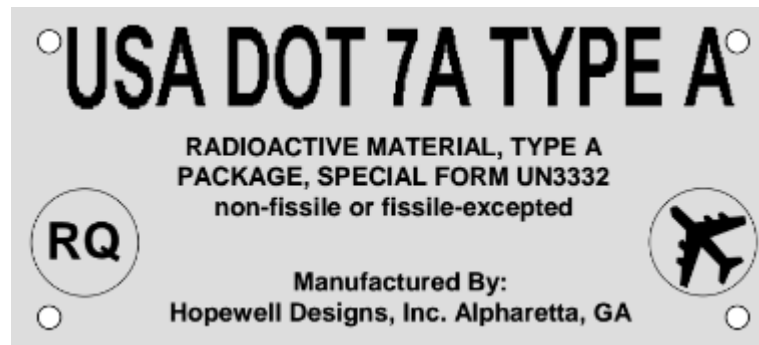 USA DOT 7A TYPE A
RADIOACTIVE MATERIAL, TYPE A
PACKAGE, SPECIAL FORM UN3332
non-fissile or fissile-excepted
RQ
Manufactured By:
Hopewell Designs, Inc. Alpharetta, GA